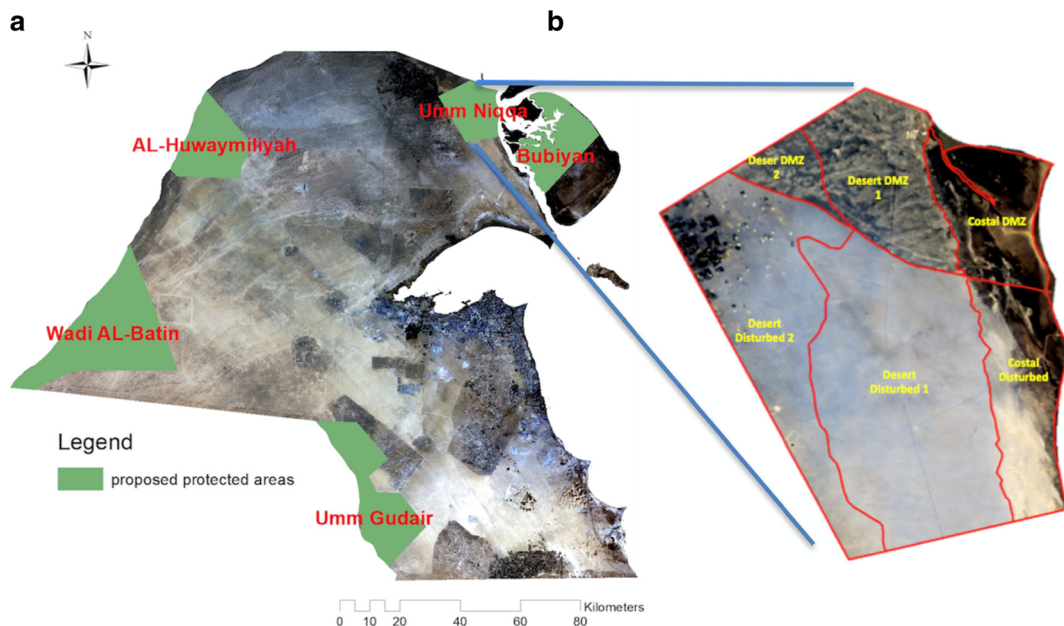 a
b
N
Umm Niqqa
AL-Huwaymiliyah
Bubiyan
Wadi AL-Batin
Legend
proposed protected areas
Umm Gudair
Kilometers
0 10 20 40 60 80
Deser DMZ
2
Desert DMZ
1
Costal DMZ
Desert
Disturbed 2
Desert
Disturbed 1
Costal
Disturbed